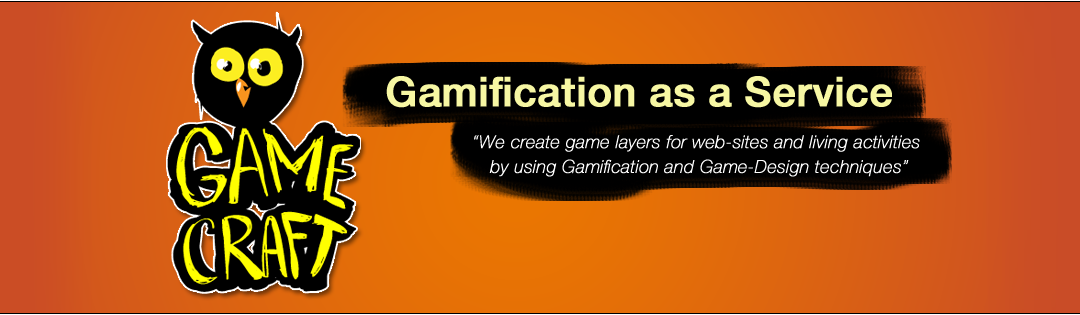 GAME
CRAFT
Gamification as a Service
“We create game layers for web-sites and living activities
by using Gamification and Game-Design techniques”